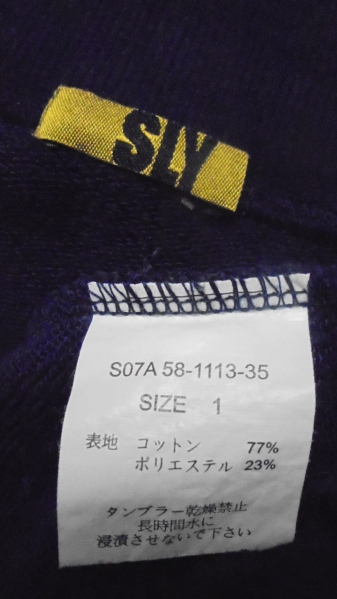 SLY
S07A 58-1113-35
SIZE 1
表地 コットン 77%
ポリエステル 23%
タンブラー乾燥禁止
長時間水に
浸漬させないで下さい